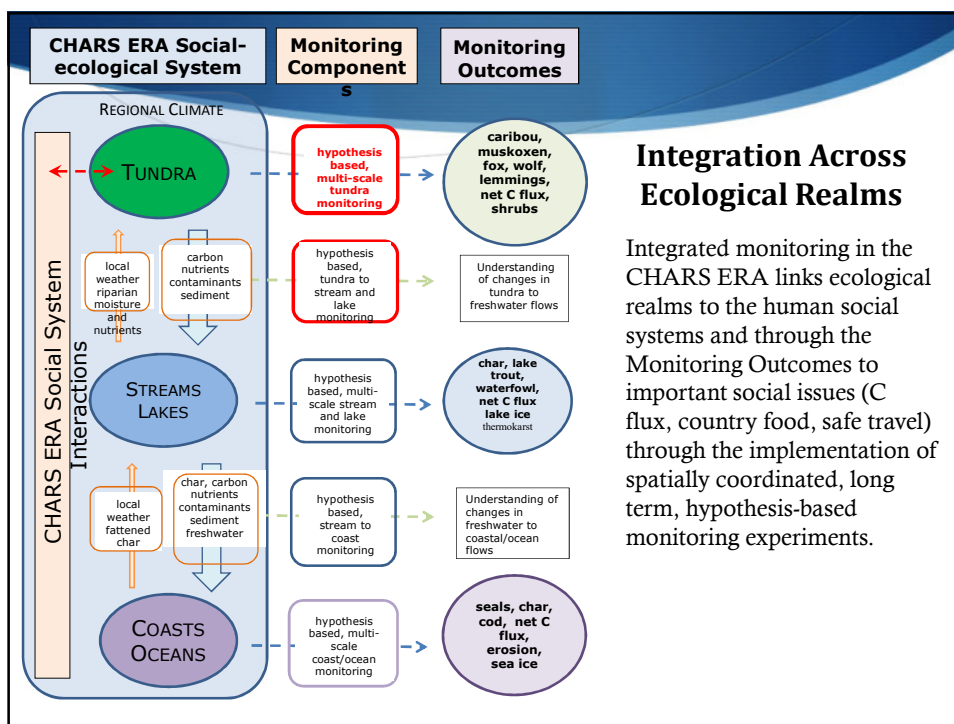 CHARS ERA Social-
ecological System
Monitoring
Component
s
Monitoring
Outcomes
REGIONAL CLIMATE
CHARS ERA Social System
Interactions
TUNDRA
hypothesis
based,
multi-scale
tundra
monitoring
caribou,
muskoxen,
fox, wolf,
lemmings,
net C flux,
shrubs
local
weather
riparian
moisture
and
nutrients
carbon
nutrients
contaminants
sediment
hypothesis
based,
tundra to
stream and
lake
monitoring
Understanding
of changes in
tundra to
freshwater flows
STREAMS
LAKES
hypothesis
based, multi-
scale stream
and lake
monitoring
char, lake
trout,
waterfowl,
net C flux
lake ice
thermokarst
local
weather
fattened
char
char, carbon
nutrients
contaminants
sediment
freshwater
hypothesis
based,
stream to
coast
monitoring
Understanding of
changes in
freshwater to
coastal/ocean
flows
COASTS
OCEANS
hypothesis
based, multi-
scale
coast/ocean
monitoring
seals, char,
cod, net C
flux,
erosion,
sea ice
Integration Across
Ecological Realms
Integrated monitoring in the
CHARS ERA links ecological
realms to the human social
systems and through the
Monitoring Outcomes to
important social issues (C
flux, country food, safe travel)
through the implementation of
spatially coordinated, long
term, hypothesis-based
monitoring experiments.